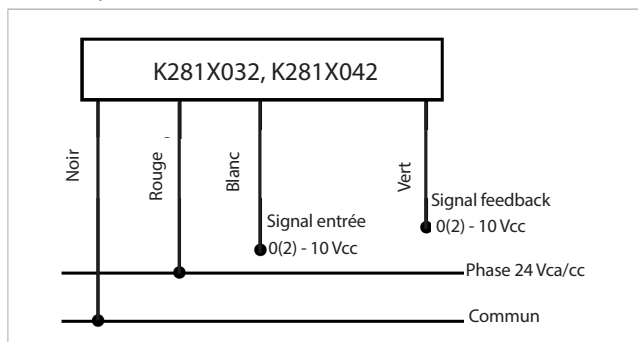 K281X032, K281X042
Noir
Rouge
Blanc
Vert
Signal feedback
0(2) - 10 Vcc
Signal entrée
0(2) - 10 Vcc
Phase 24 Vca/cc
Commun